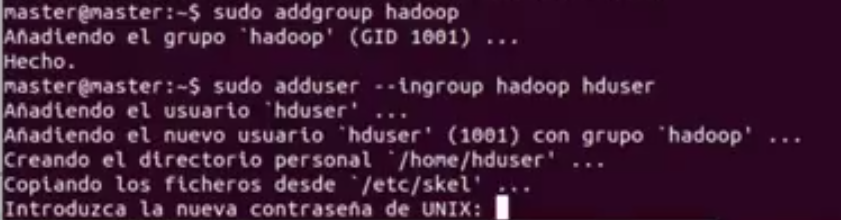 master@master:~$ sudo addgroup hadoop
Añadiendo el grupo `hadoop' (GID 1001) ...
Hecho.
master@master:~$ sudo adduser --ingroup hadoop hduser
Añadiendo el usuario `hduser' ...
Añadiendo el nuevo usuario `hduser' (1001) con grupo `hadoop' ...
Creando el directorio personal `/home/hduser' ...
Copiando los ficheros desde `/etc/skel' ...
Introduzca la nueva contraseña de UNIX: